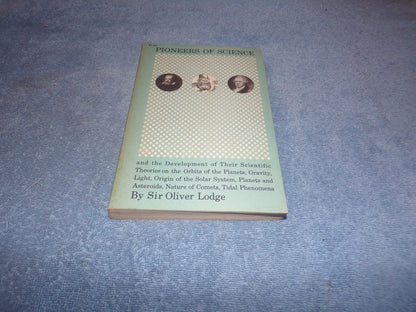 PIONEERS OF SCIENCE
and the Development of Their Scientific
Theories on the Orbits of the Planets, Gravity,
Light, Origin of the Solar System, Planets and
Asteroids, Nature of Comets, Tidal Phenomena
By Sir Oliver Lodge